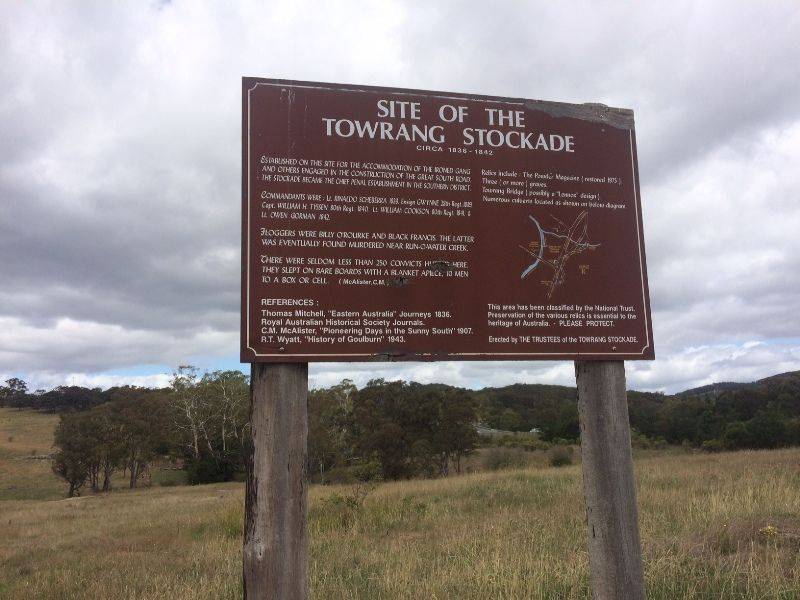 SITE OF THE
TOWRANG STOCKADE
CIRCA 1836-1842
ESTABLISHED ON THIS SITE FOR THE ACCOMMODATION OF THE IRONED GANG
AND OTHERS ENGAGED IN THE CONSTRUCTION OF THE GREAT SOUTH ROAD.
THE STOCKADE BECAME THE CHIEF PENAL ESTABLISHMENT IN THE SOUTHERN DISTRICT.
COMMANDANTS WERE: Lt. RINALDO SCHEBERRA 1838, Ensign GWYNNE 28th Regt. 1839
Capt. WILLIAM H. TYSSEN 80th Regt. 1840. Lt. WILLIAM COOKSON 80th Regt. 1841, &
Lt. OWEN GORMAN 1842.
FLOGGERS WERE BILLY O'ROURKE AND BLACK FRANCIS. THE LATTER
WAS EVENTUALLY FOUND MURDERED NEAR RUN-O-WATER CREEK.
THERE WERE SELDOM LESS THAN 250 CONVICTS HERE.
THEY SLEPT ON BARE BOARDS WITH A BLANKET APIECE, 10 MEN
TO A BOX OR CELL. (McAlister, C.M.
REFERENCES :
Thomas Mitchell, "Eastern Australia" Journeys 1836.
Royal Australian Historical Society Journals.
C.M. McAlister, "Pioneering Days in the Sunny South" 1907.
R.T. Wyatt, "History of Goulburn" 1943.
Relics include : The Powder Magazine ( restored 1975 )
Three ( or more ) graves.
Towrang Bridge ( possibly a "Lennox" design )
Numerous culverts located as shown on below diagram.
This area has been classified by the National Trust.
Preservation of the various relics is essential to the
heritage of Australia. - PLEASE PROTECT.
Erected by THE TRUSTEES of the TOWRANG STOCKADE.